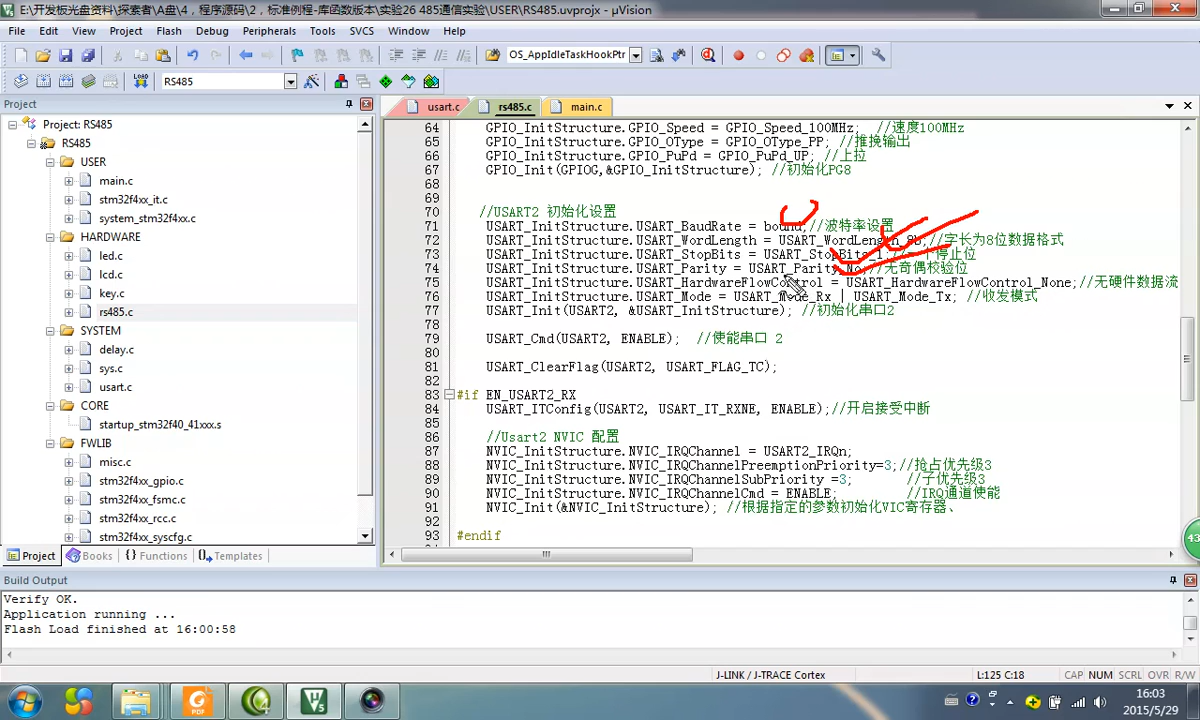 E:\开发板光盘资料\探索者\A盘\4，程序源码\2，标准例程-库函数版本\实验26 485通信实验\USER\RS485.uvprojx - µVision
File Edit View Project Flash Debug Peripherals Tools SVCS Window Help
OS_AppIdleTaskHookPtr
LOAD RS485
Project
usart.c rs485.c main.c
Project: RS485
RS485
USER
main.c
stm32f4xx_it.c
system_stm32f4xx.c
HARDWARE
led.c
lcd.c
key.c
rs485.c
SYSTEM
delay.c
sys.c
usart.c
CORE
startup_stm32f40_41xxx.s
FWLIB
misc.c
stm32f4xx_gpio.c
stm32f4xx_fsmc.c
stm32f4xx_rcc.c
stm32f4xx_syscfg.c
Project Books {} Functions Templates
64 GPIO_InitStructure.GPIO_Speed = GPIO_Speed_100MHz; //速度100MHz
65 GPIO_InitStructure.GPIO_OType = GPIO_OType_PP; //推挽输出
66 GPIO_InitStructure.GPIO_PuPd = GPIO_PuPd_UP; //上拉
67 GPIO_Init(GPIOG,&GPIO_InitStructure); //初始化PG8
68
69
70 //USART2 初始化设置
71 USART_InitStructure.USART_BaudRate = bound;//波特率设置
72 USART_InitStructure.USART_WordLength = USART_WordLength_8b;//字长为8位数据格式
73 USART_InitStructure.USART_StopBits = USART_StopBits_1;//一个停止位
74 USART_InitStructure.USART_Parity = USART_Parity_No;//无奇偶校验位
75 USART_InitStructure.USART_HardwareFlowControl = USART_HardwareFlowControl_None;//无硬件数据流
76 USART_InitStructure.USART_Mode = USART_Mode_Rx | USART_Mode_Tx; //收发模式
77 USART_Init(USART2, &USART_InitStructure); //初始化串口2
78
79 USART_Cmd(USART2, ENABLE); //使能串口 2
80
81 USART_ClearFlag(USART2, USART_FLAG_TC);
82
83 #if EN_USART2_RX
84 USART_ITConfig(USART2, USART_IT_RXNE, ENABLE);//开启接受中断
85
86 //Usart2 NVIC 配置
87 NVIC_InitStructure.NVIC_IRQChannel = USART2_IRQn;
88 NVIC_InitStructure.NVIC_IRQChannelPreemptionPriority=3;//抢占优先级3
89 NVIC_InitStructure.NVIC_IRQChannelSubPriority =3; //子优先级3
90 NVIC_InitStructure.NVIC_IRQChannelCmd = ENABLE; //IRQ通道使能
91 NVIC_Init(&NVIC_InitStructure); //根据指定的参数初始化VIC寄存器、
92
93 #endif
43
Build Output
Verify OK.
Application running ...
Flash Load finished at 16:00:58
J-LINK / J-TRACE Cortex L:125 C:18 CAP NUM SCRL OVR R/W
16:03
2015/5/29